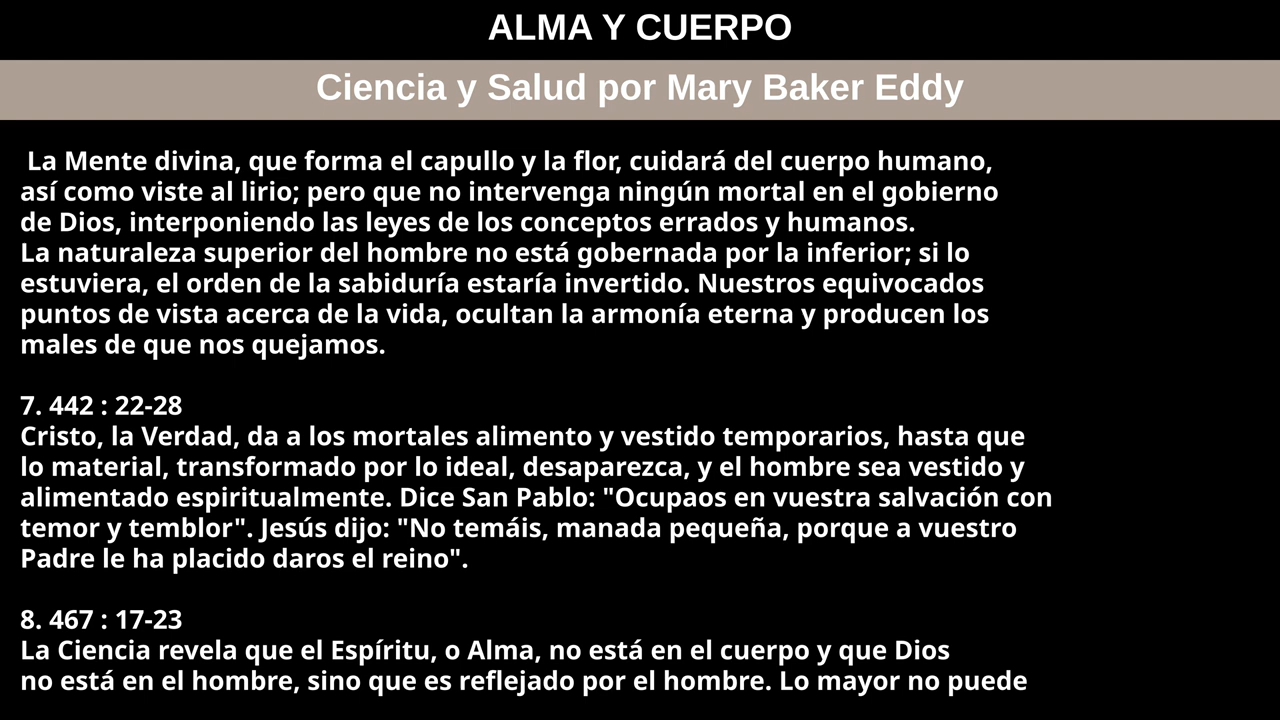 ALMA Y CUERPO
Ciencia y Salud por Mary Baker Eddy
La Mente divina, que forma el capullo y la flor, cuidará del cuerpo humano,
así como viste al lirio; pero que no intervenga ningún mortal en el gobierno
de Dios, interponiendo las leyes de los conceptos errados y humanos.
La naturaleza superior del hombre no está gobernada por la inferior; si lo
estuviera, el orden de la sabiduría estaría invertido. Nuestros equivocados
puntos de vista acerca de la vida, ocultan la armonía eterna y producen los
males de que nos quejamos.
7. 442 : 22-28
Cristo, la Verdad, da a los mortales alimento y vestido temporarios, hasta que
lo material, transformado por lo ideal, desaparezca, y el hombre sea vestido y
alimentado espiritualmente. Dice San Pablo: "Ocupaos en vuestra salvación con
temor y temblor". Jesús dijo: "No temáis, manada pequeña, porque a vuestro
Padre le ha placido daros el reino".
8. 467 : 17-23
La Ciencia revela que el Espíritu, o Alma, no está en el cuerpo y que Dios
no está en el hombre, sino que es reflejado por el hombre. Lo mayor no puede